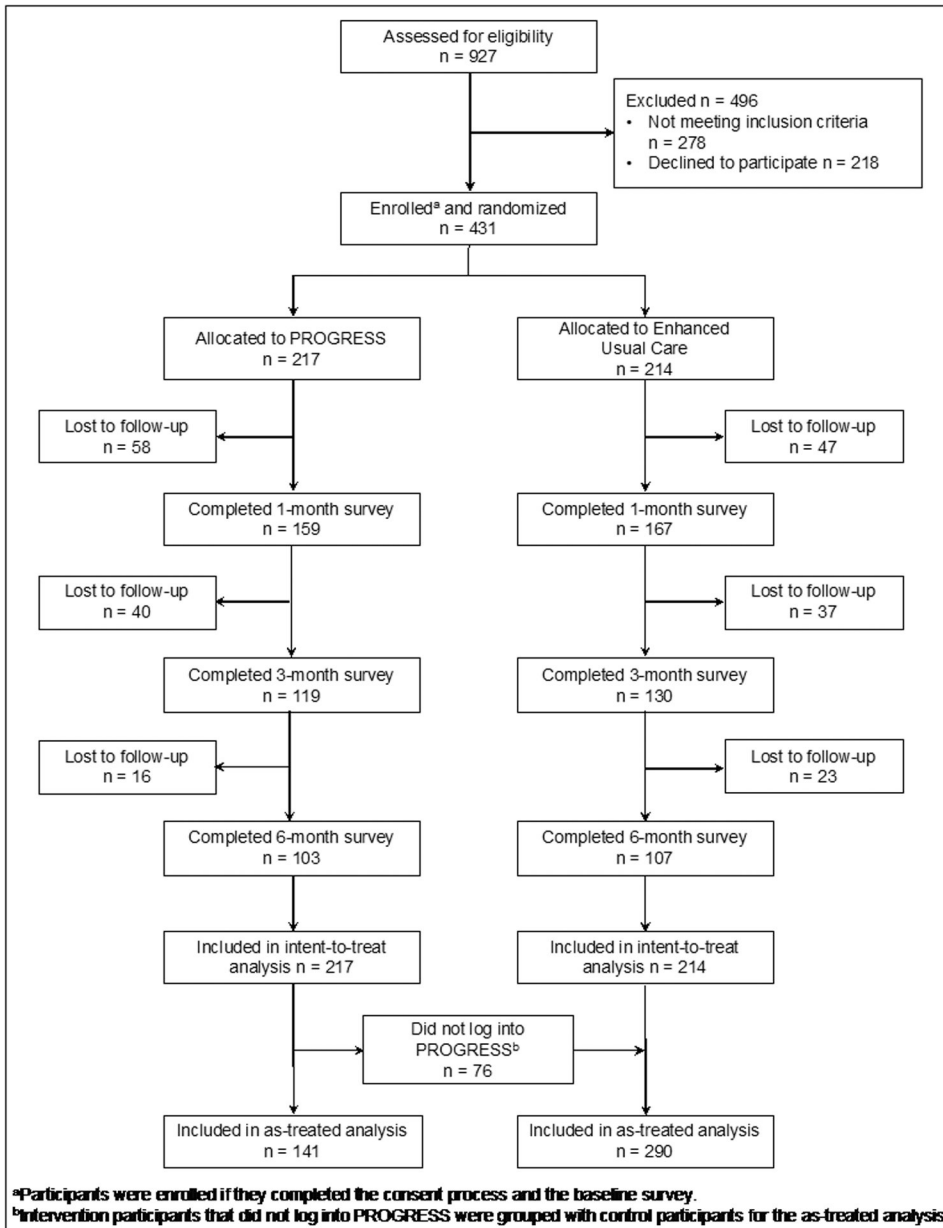 Assessed for eligibility
n = 927
Excluded n = 496
• Not meeting inclusion criteria
n = 278
• Declined to participate n = 218
Enrolledᵃ and randomized
n = 431
Allocated to PROGRESS
n = 217
Allocated to Enhanced
Usual Care
n = 214
Lost to follow-up
n = 58
Lost to follow-up
n = 47
Completed 1-month survey
n = 159
Completed 1-month survey
n = 167
Lost to follow-up
n = 40
Lost to follow-up
n = 37
Completed 3-month survey
n = 119
Completed 3-month survey
n = 130
Lost to follow-up
n = 16
Lost to follow-up
n = 23
Completed 6-month survey
n = 103
Completed 6-month survey
n = 107
Included in intent-to-treat
analysis n = 217
Included in intent-to-treat
analysis n = 214
Did not log into
PROGRESSᵇ
n = 76
Included in as-treated analysis
n = 141
Included in as-treated analysis
n = 290
ᵃParticipants were enrolled if they completed the consent process and the baseline survey.
ᵇIntervention participants that did not log into PROGRESS were grouped with control participants for the as-treated analysis